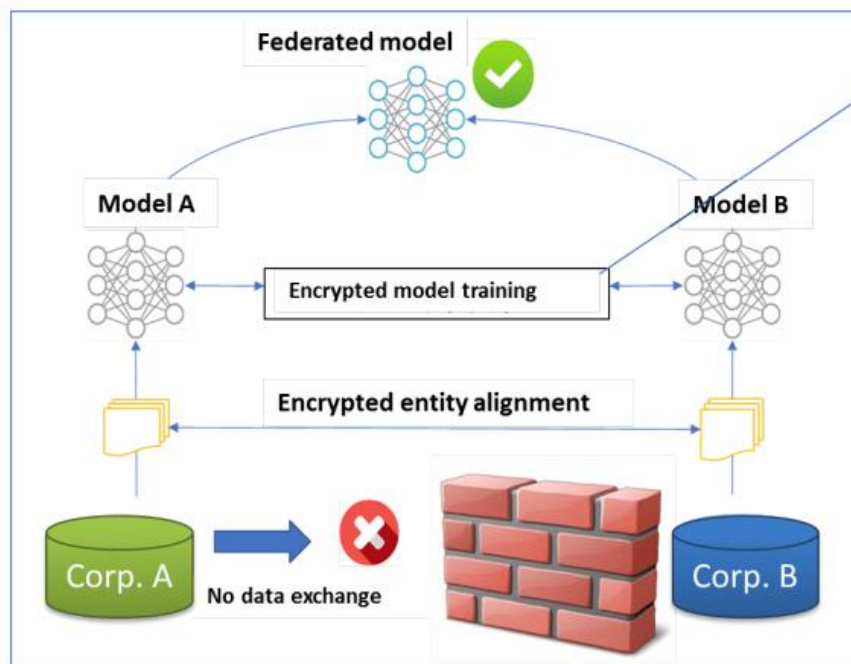 Federated model
Model A
Model B
Encrypted model training
Encrypted entity alignment
Corp. A
No data exchange
Corp. B